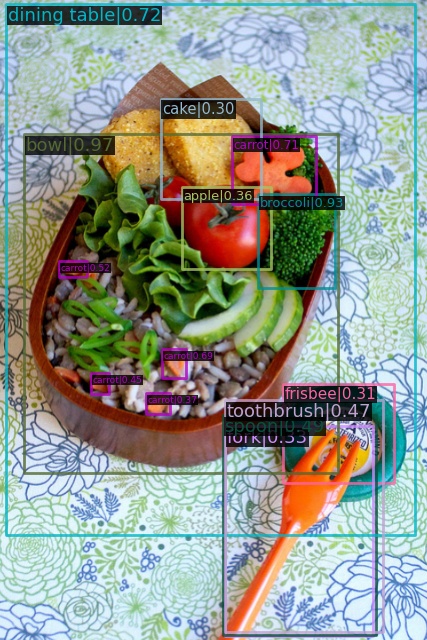 dining table|0.72
cake|0.30
bowl|0.97
carrot|0.71
apple|0.36
broccoli|0.93
carrot|0.52
carrot|0.69
carrot|0.45
carrot|0.37
frisbee|0.31
toothbrush|0.47
spoon|0.49
fork|0.33